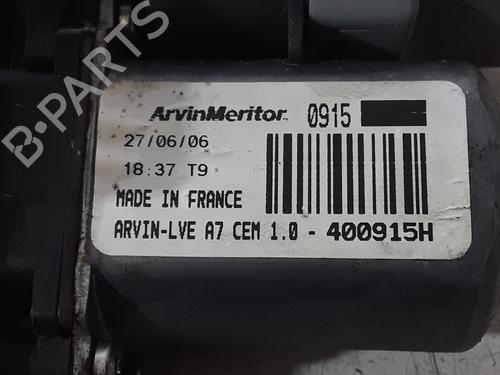 B-PARTS
ArvinMeritor 0915
27/06/06
18:37 T9
MADE IN FRANCE
ARVIN-LVE A7 CEM 1.0 - 400915H